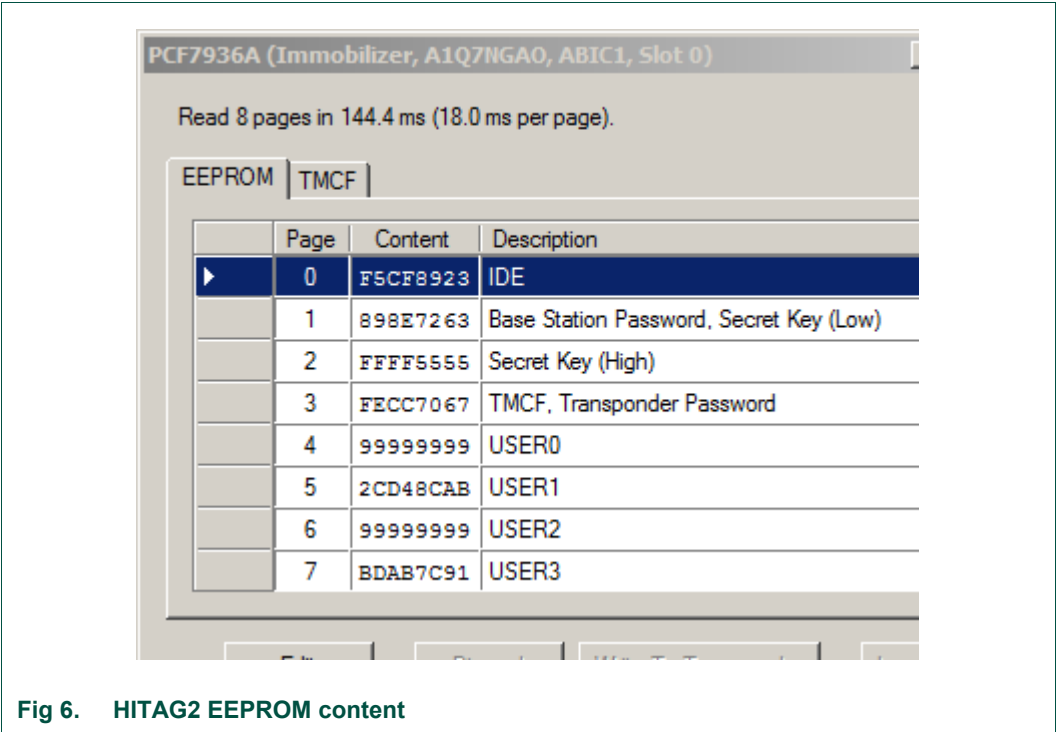 PCF7936A (Immobilizer, A1Q7NGAO, ABIC1, Slot 0)
Read 8 pages in 144.4 ms (18.0 ms per page).
EEPROM TMCF
Page Content Description
0 F5CF8923 IDE
1 898E7263 Base Station Password, Secret Key (Low)
2 FFFF5555 Secret Key (High)
3 FECC7067 TMCF, Transponder Password
4 99999999 USER0
5 2CD48CAB USER1
6 99999999 USER2
7 BDAB7C91 USER3
Fig 6. HITAG2 EEPROM content